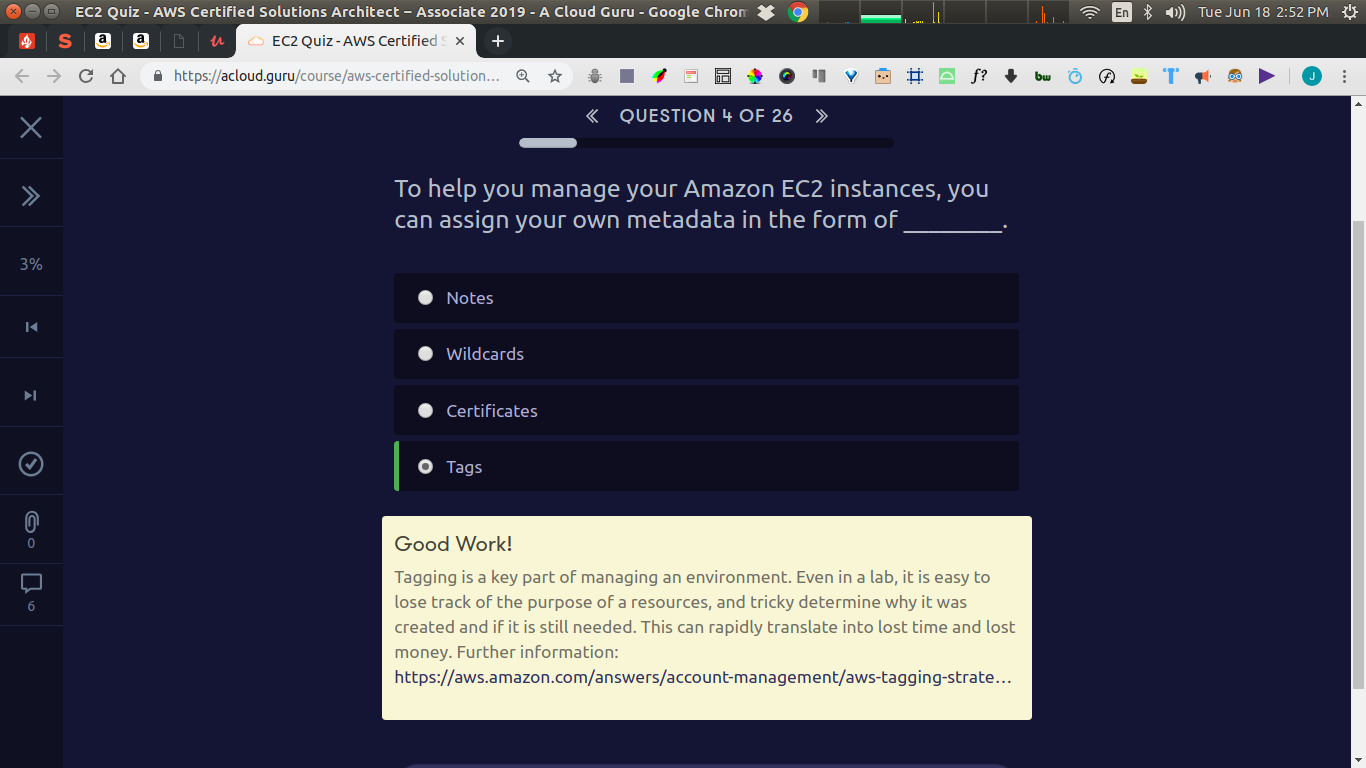 EC2 Quiz - AWS Certified Solutions Architect – Associate 2019 - A Cloud Guru - Google Chrom
En
Tue Jun 18 2:52 PM
EC2 Quiz - AWS Certified
https://acloud.guru/course/aws-certified-solution...
f?
bw
J
QUESTION 4 OF 26
3%
0
6
To help you manage your Amazon EC2 instances, you
can assign your own metadata in the form of ________.
Notes
Wildcards
Certificates
Tags
Good Work!
Tagging is a key part of managing an environment. Even in a lab, it is easy to
lose track of the purpose of a resources, and tricky determine why it was
created and if it is still needed. This can rapidly translate into lost time and lost
money. Further information:
https://aws.amazon.com/answers/account-management/aws-tagging-strate...